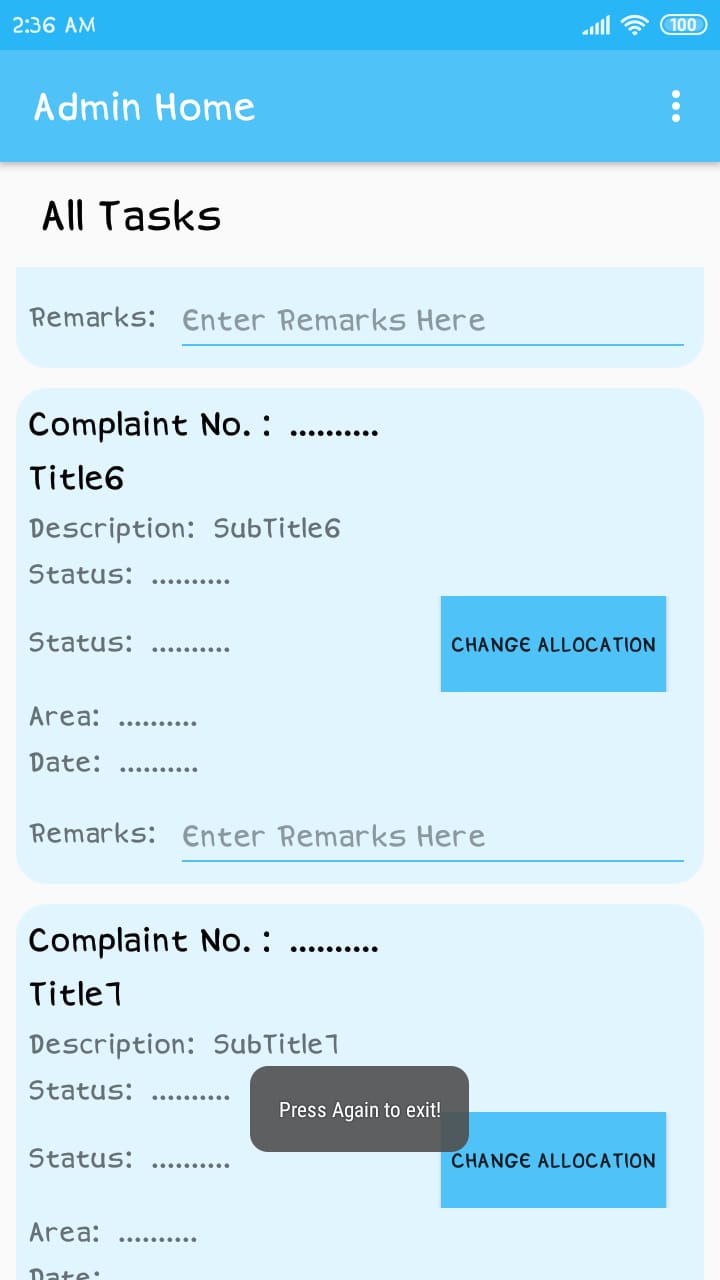 2:36 AM 100
Admin Home
All Tasks
Remarks: Enter Remarks Here
Complaint No. : ..........
Title6
Description: SubTitle6
Status: ..........
Status: .......... CHANGE ALLOCATION
Area: ..........
Date: ..........
Remarks: Enter Remarks Here
Complaint No. : ..........
Title7
Description: SubTitle7
Status: ..........
Press Again to exit!
Status: .......... CHANGE ALLOCATION
Area: ..........
Date: